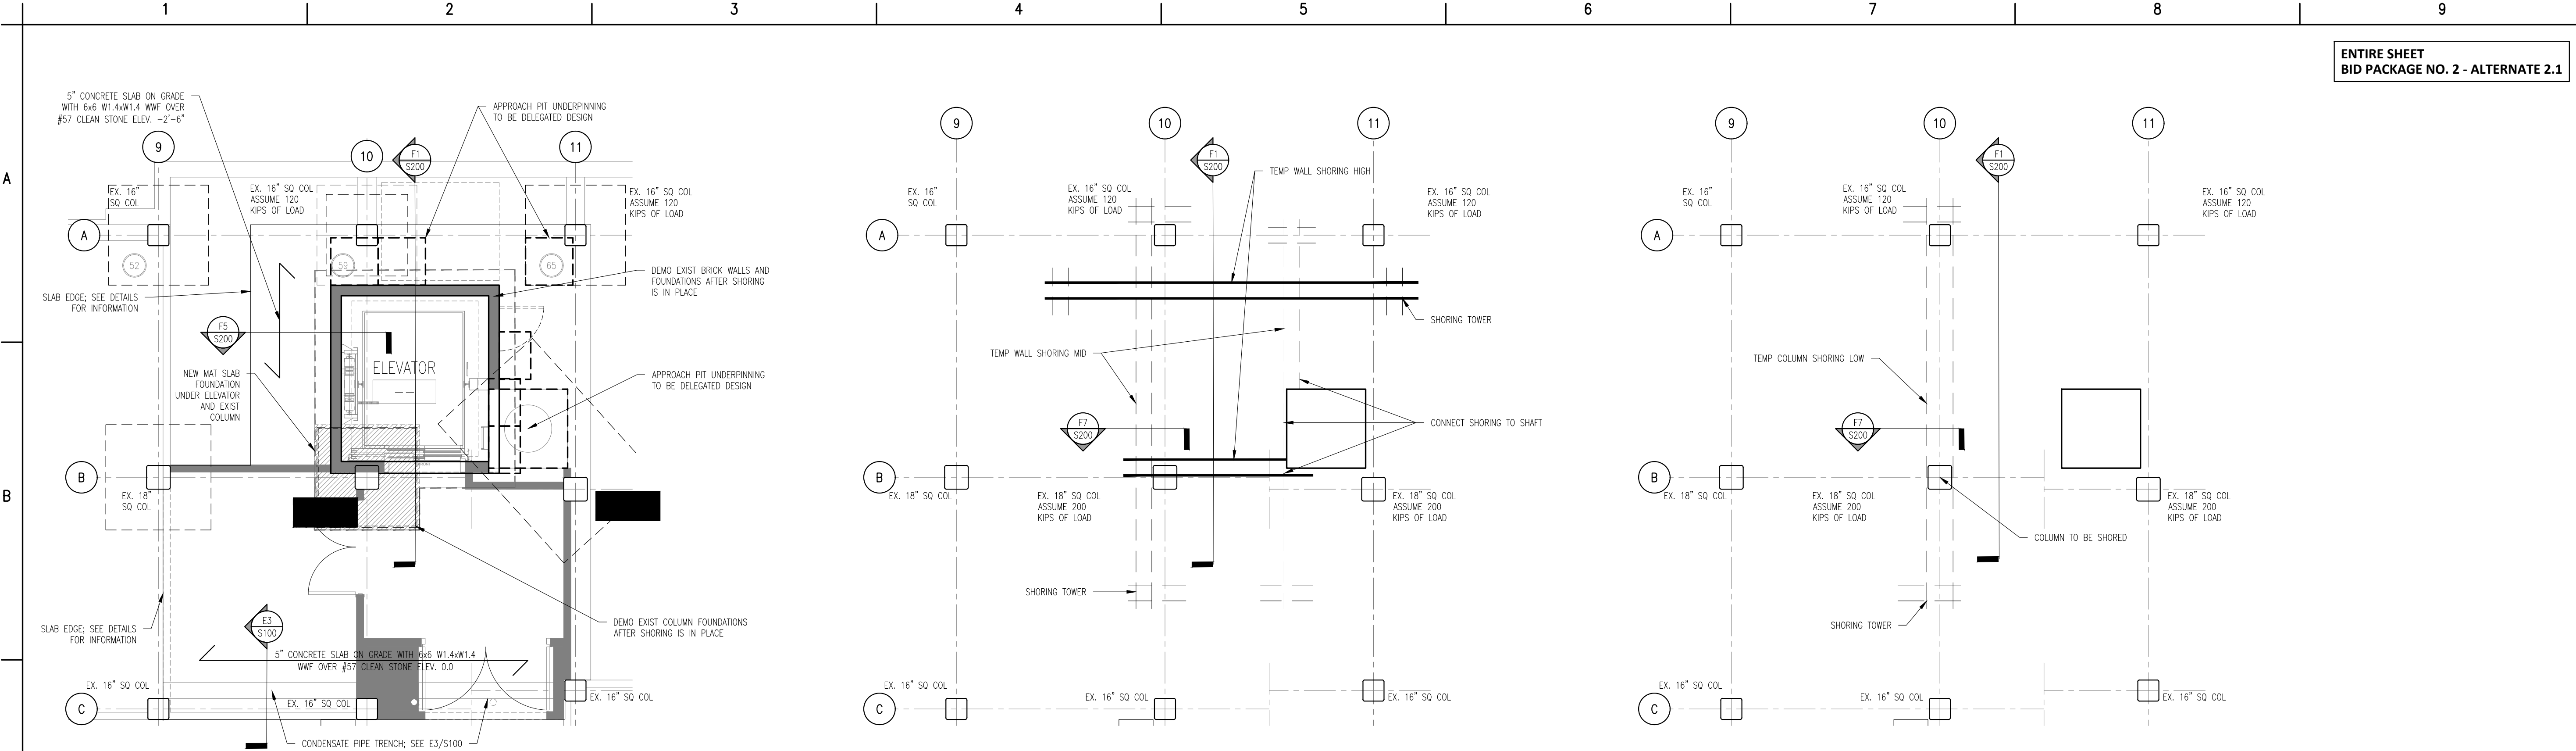 1
2
3
4
5
6
7
8
9
A
B
ENTIRE SHEET
BID PACKAGE NO. 2 - ALTERNATE 2.1
5" CONCRETE SLAB ON GRADE
WITH 6x6 W1.4xW1.4 WWF OVER
#57 CLEAN STONE ELEV. -2'-6"
APPROACH PIT UNDERPINNING
TO BE DELEGATED DESIGN
9
10
11
F1
S200
EX. 16"
SQ COL
EX. 16" SQ COL
ASSUME 120
KIPS OF LOAD
EX. 16" SQ COL
ASSUME 120
KIPS OF LOAD
A
52
59
65
DEMO EXIST BRICK WALLS AND
FOUNDATIONS AFTER SHORING
IS IN PLACE
SLAB EDGE; SEE DETAILS
FOR INFORMATION
F5
S200
ELEVATOR
NEW MAT SLAB
FOUNDATION
UNDER ELEVATOR
AND EXIST
COLUMN
APPROACH PIT UNDERPINNING
TO BE DELEGATED DESIGN
B
EX. 18"
SQ COL
SLAB EDGE; SEE DETAILS
FOR INFORMATION
E3
S100
DEMO EXIST COLUMN FOUNDATIONS
AFTER SHORING IS IN PLACE
5" CONCRETE SLAB ON GRADE WITH 6x6 W1.4xW1.4
WWF OVER #57 CLEAN STONE ELEV. 0.0
EX. 16" SQ COL
EX. 16" SQ COL
EX. 16" SQ COL
C
CONDENSATE PIPE TRENCH; SEE E3/S100
9
10
11
F1
S200
TEMP WALL SHORING HIGH
EX. 16"
SQ COL
EX. 16" SQ COL
ASSUME 120
KIPS OF LOAD
EX. 16" SQ COL
ASSUME 120
KIPS OF LOAD
A
SHORING TOWER
TEMP WALL SHORING MID
F7
S200
CONNECT SHORING TO SHAFT
B
EX. 18" SQ COL
EX. 18" SQ COL
ASSUME 200
KIPS OF LOAD
EX. 18" SQ COL
ASSUME 200
KIPS OF LOAD
SHORING TOWER
EX. 16" SQ COL
EX. 16" SQ COL
EX. 16" SQ COL
C
9
10
11
F1
S200
EX. 16"
SQ COL
EX. 16" SQ COL
ASSUME 120
KIPS OF LOAD
EX. 16" SQ COL
ASSUME 120
KIPS OF LOAD
A
TEMP COLUMN SHORING LOW
F7
S200
B
EX. 18" SQ COL
EX. 18" SQ COL
ASSUME 200
KIPS OF LOAD
EX. 18" SQ COL
ASSUME 200
KIPS OF LOAD
COLUMN TO BE SHORED
SHORING TOWER
EX. 16" SQ COL
EX. 16" SQ COL
EX. 16" SQ COL
C